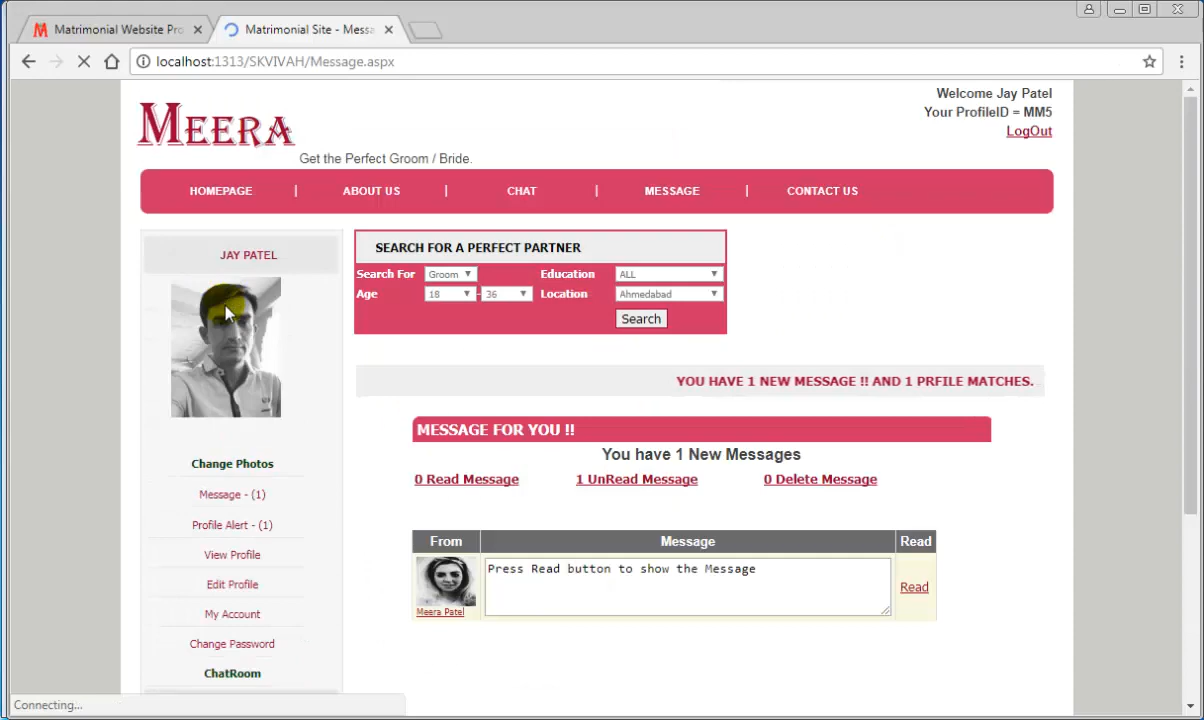 Matrimonial Website Pro
Matrimonial Site - Messa
localhost:1313/SKVIVAH/Message.aspx
Welcome Jay Patel
Your ProfileID = MM5
LogOut
MEERA
Get the Perfect Groom / Bride.
HOMEPAGE | ABOUT US | CHAT | MESSAGE | CONTACT US
JAY PATEL
Change Photos
Message - (1)
Profile Alert - (1)
View Profile
Edit Profile
My Account
Change Password
ChatRoom
SEARCH FOR A PERFECT PARTNER
Search For Groom Education ALL
Age 18 - 36 Location Ahmedabad
Search
YOU HAVE 1 NEW MESSAGE !! AND 1 PRFILE MATCHES.
MESSAGE FOR YOU !!
You have 1 New Messages
0 Read Message 1 UnRead Message 0 Delete Message
From Message Read
Press Read button to show the Message
Read
Meera Patel
Connecting...